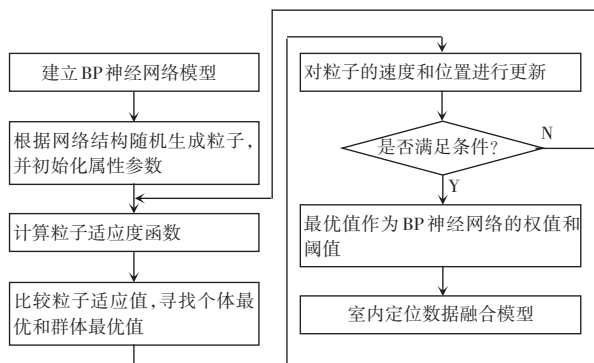 建立BP神经网络模型
根据网络结构随机生成粒子，
并初始化属性参数
计算粒子适应度函数
比较粒子适应值，寻找个体最
优和群体最优值
对粒子的速度和位置进行更新
是否满足条件？
N
Y
最优值作为BP神经网络的权值和
阈值
室内定位数据融合模型